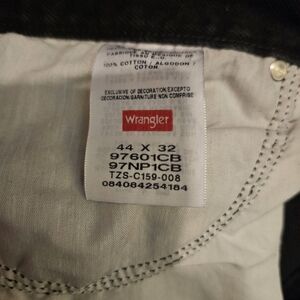 100% COTTON / ALGODON /
COTON
EXCLUSIVE OF DECORATION EXCEPTO
DECORACION/GARNITURE NON COMPRISE
Wrangler
44 X 32
97601CB
97NP1CB
TZS-C159-008
084084254184